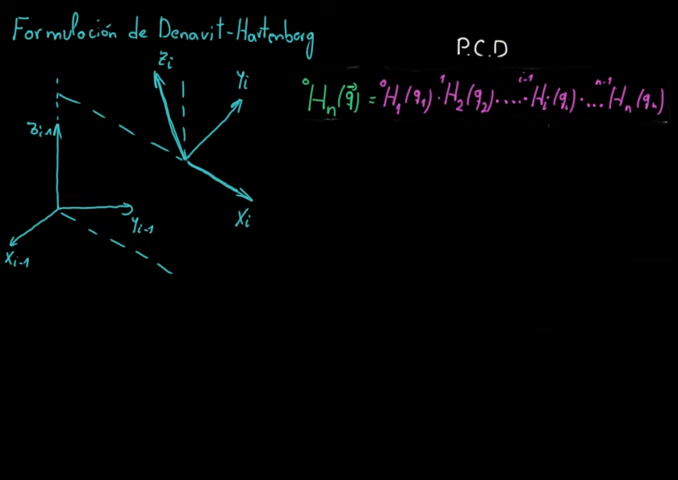 Formulación de Denavit-Hartenberg
P.C.D
⁰Hₙ(q⃗) = ⁰H₁(q₁)·¹H₂(q₂)·....·ⁱ⁻¹Hᵢ(qᵢ)·...ⁿ⁻¹Hₙ(qₙ)
Zᵢ
Yᵢ
Zᵢ₋₁
Xᵢ
Yᵢ₋₁
Xᵢ₋₁